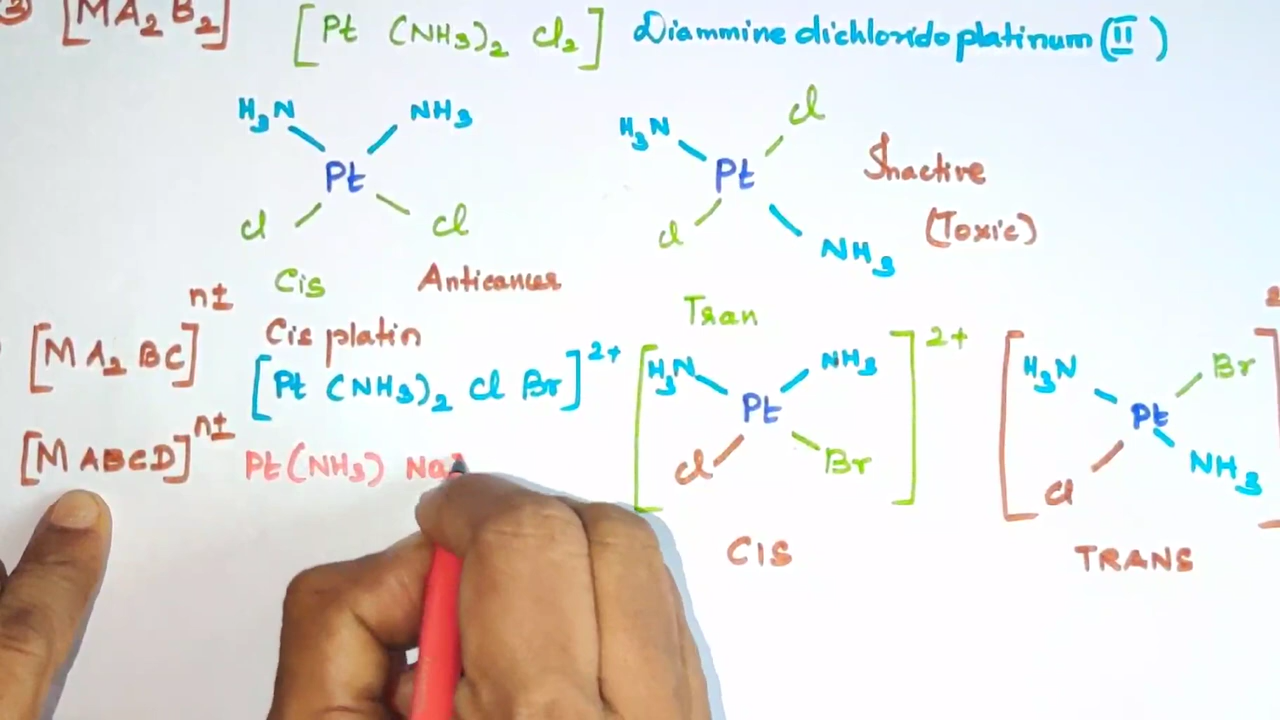 3) [MA₂B₂] [Pt (NH₃)₂ Cl₂] Diammine dichlorido platinum (II)
H₃N NH₃ Pt Cl Cl
Cis Anticancer
Cis platin
H₃N Cl Pt Cl NH₃
Tran
Inactive
(Toxic)
[MA₂BC]ⁿ± [Pt (NH₃)₂ Cl Br]²⁺
[H₃N NH₃ Pt Cl Br]²⁺
CIS
[H₃N Br Pt Cl NH₃]
TRANS
[MABCD]ⁿ± Pt(NH₃)